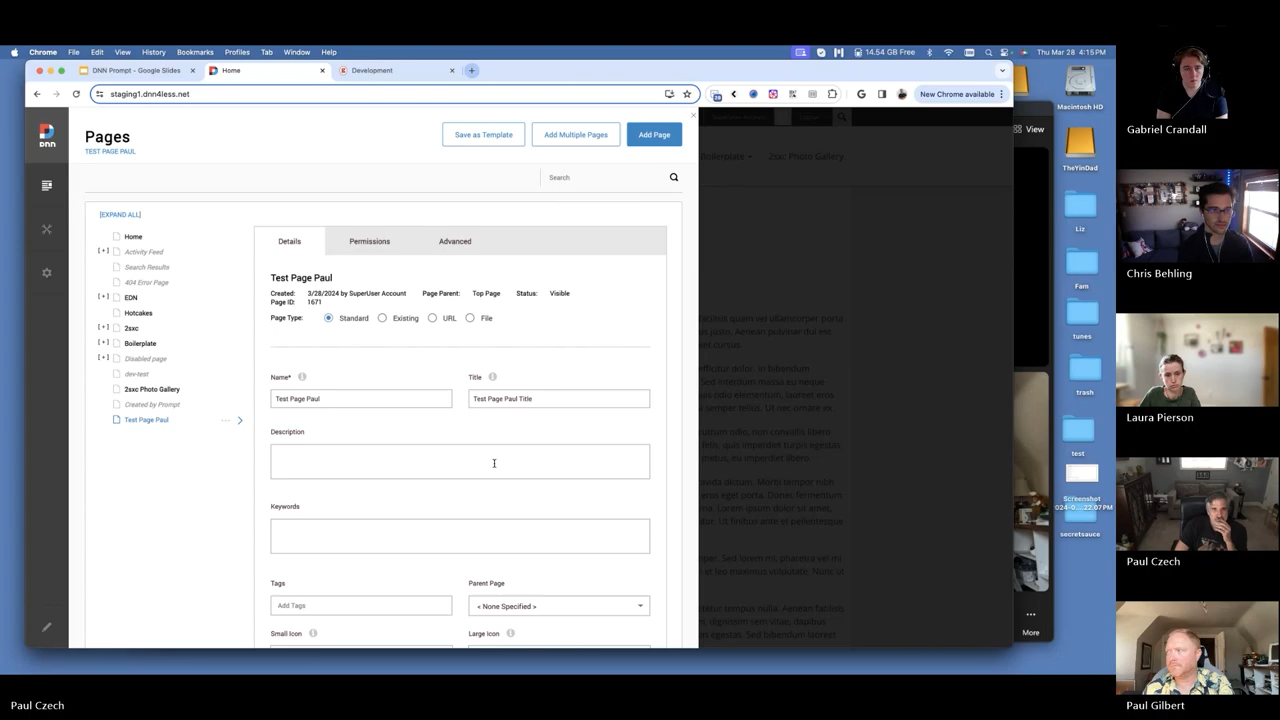 Chrome File Edit View History Bookmarks Profiles Tab Window Help 14.54 GB Free Thu Mar 28 4:15 PM
DNN Prompt - Google Slides Home Development
staging1.dnn4less.net New Chrome available
DNN
Pages
TEST PAGE PAUL
Save as Template Add Multiple Pages Add Page
Search
[EXPAND ALL]
Home
[+] Activity Feed
Search Results
404 Error Page
[+] EDN
Hotcakes
[+] 2sxc
[+] Boilerplate
[+] Disabled page
dev-test
2sxc Photo Gallery
Created by Prompt
Test Page Paul
Details Permissions Advanced
Test Page Paul
Created: 3/28/2024 by SuperUser Account Page Parent: Top Page Status: Visible
Page ID: 1671
Page Type: Standard Existing URL File
Name* Title
Test Page Paul Test Page Paul Title
Description
Keywords
Tags Parent Page
Add Tags < None Specified >
Small Icon Large Icon
Boilerplate 2sxc Photo Gallery
View
More
Macintosh HD
TheYinDad
Liz
Fam
tunes
trash
test
Screenshot
024-0....22.07PM
secretsauce
Gabriel Crandall
Chris Behling
Laura Pierson
Paul Czech
Paul Gilbert
Paul Czech